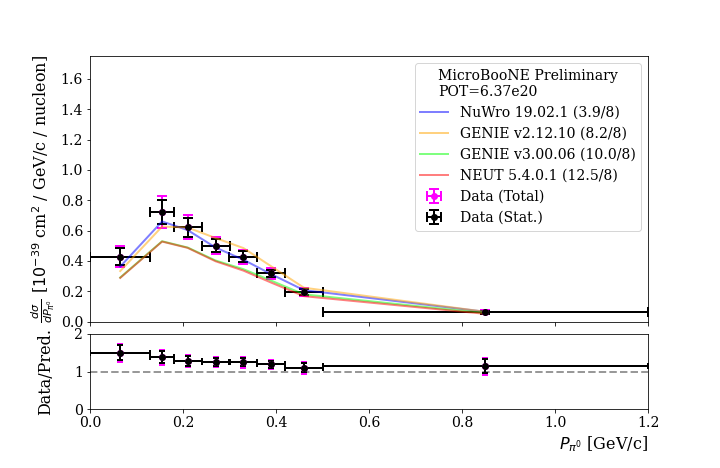 MicroBooNE Preliminary
POT=6.37e20
NuWro 19.02.1 (3.9/8)
GENIE v2.12.10 (8.2/8)
GENIE v3.00.06 (10.0/8)
NEUT 5.4.0.1 (12.5/8)
Data (Total)
Data (Stat.)
dσ/dP_π⁰ [10⁻³⁹ cm² / GeV/c / nucleon]
1.6
1.4
1.2
1.0
0.8
0.6
0.4
0.2
0.0
Data/Pred.
2
1
0
0.0 0.2 0.4 0.6 0.8 1.0 1.2
P_π⁰ [GeV/c]